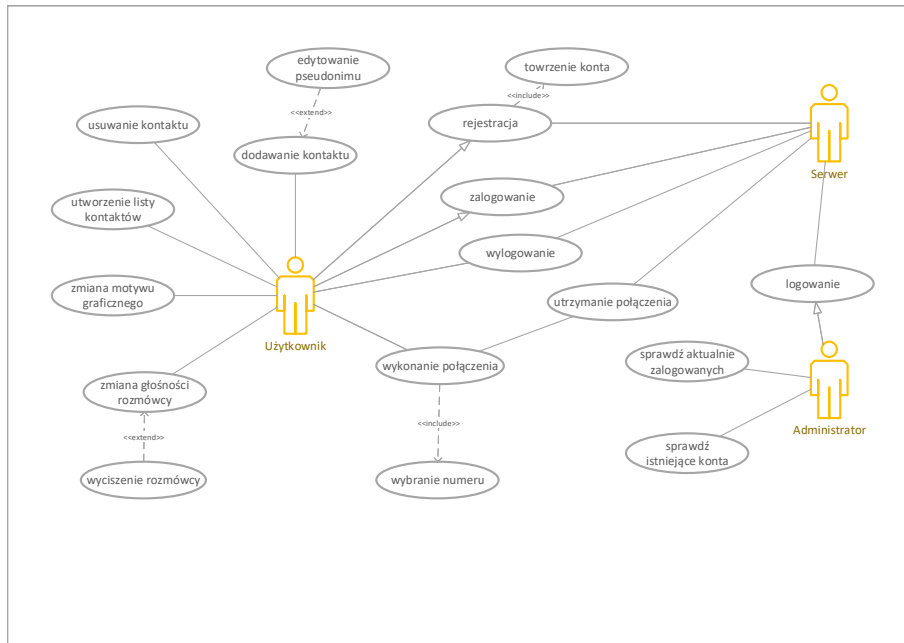 edytowanie
pseudonimu
towrzenie konta
<<extend>>
<<include>>
usuwanie kontaktu
rejestracja
dodawanie kontaktu
Serwer
utworzenie listy
kontaktów
zalogowanie
wylogowanie
zmiana motywu
graficznego
utrzymanie połączenia
logowanie
Użytkownik
wykonanie połączenia
sprawdź aktualnie
zalogowanych
zmiana głośności
rozmówcy
<<include>>
Administrator
<<extend>>
sprawdź
istniejące konta
wyciszenie rozmówcy
wybranie numeru